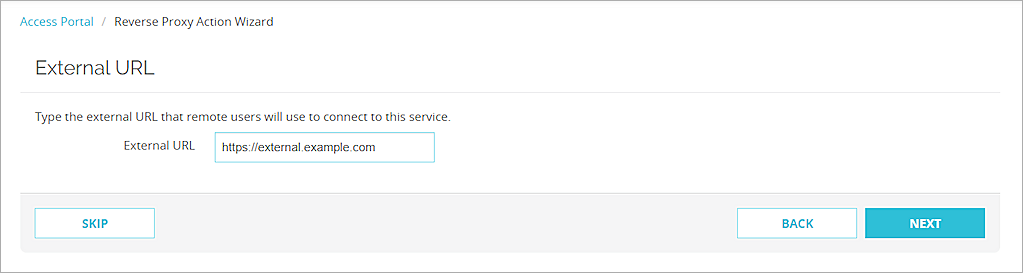 Access Portal / Reverse Proxy Action Wizard
External URL
Type the external URL that remote users will use to connect to this service.
External URL https://external.example.com
SKIP BACK NEXT